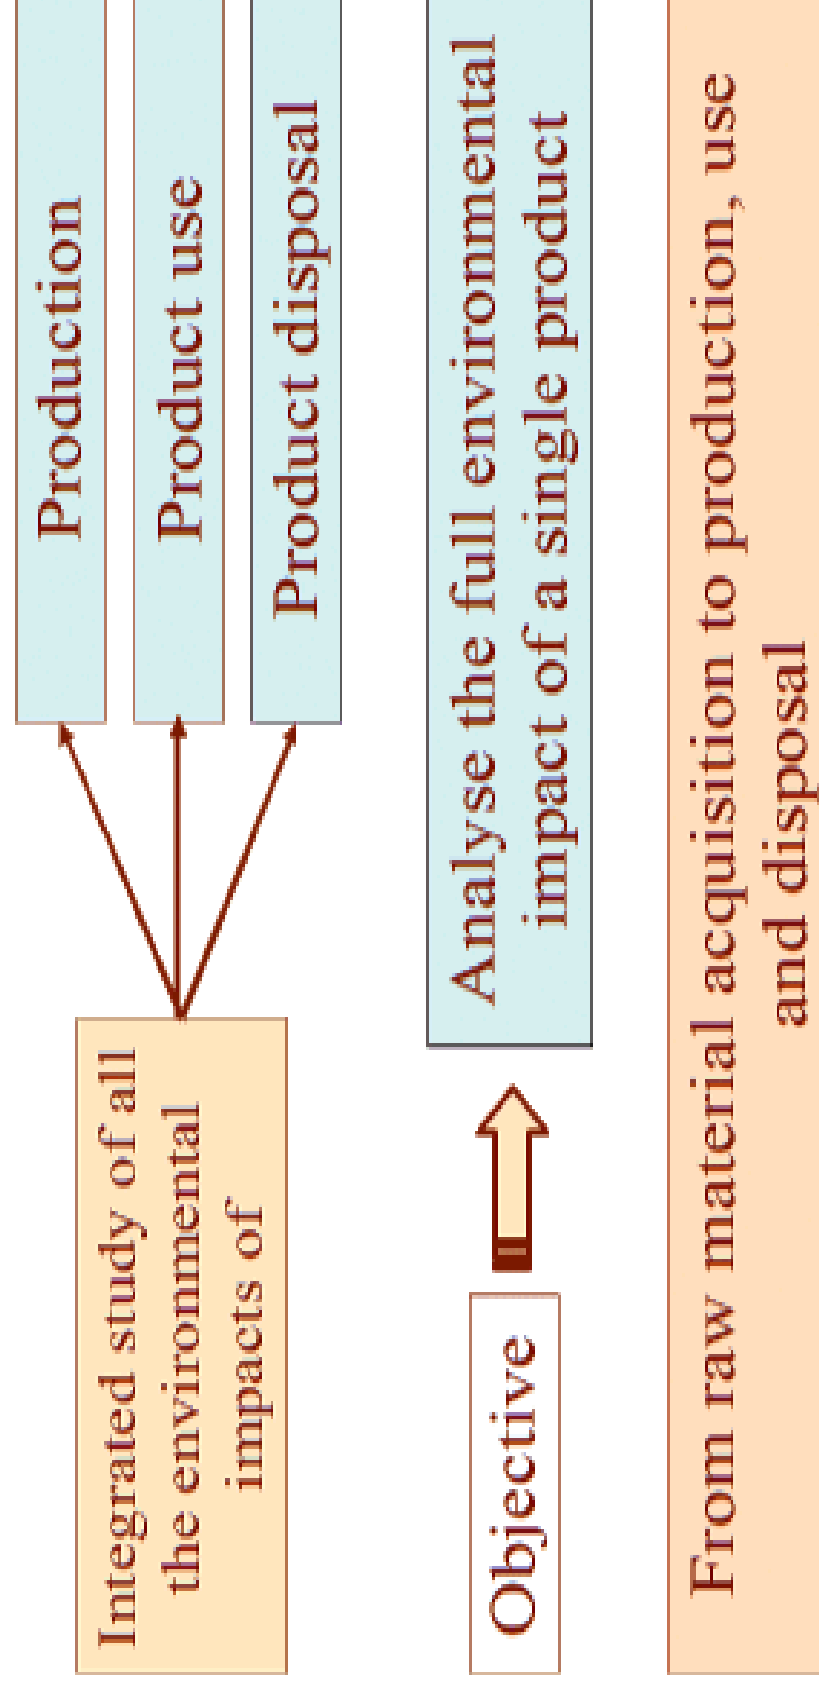 Integrated study of all
the environmental
impacts of
Production
Product use
Product disposal
Objective
Analyse the full environmental
impact of a single product
From raw material acquisition to production, use
and disposal